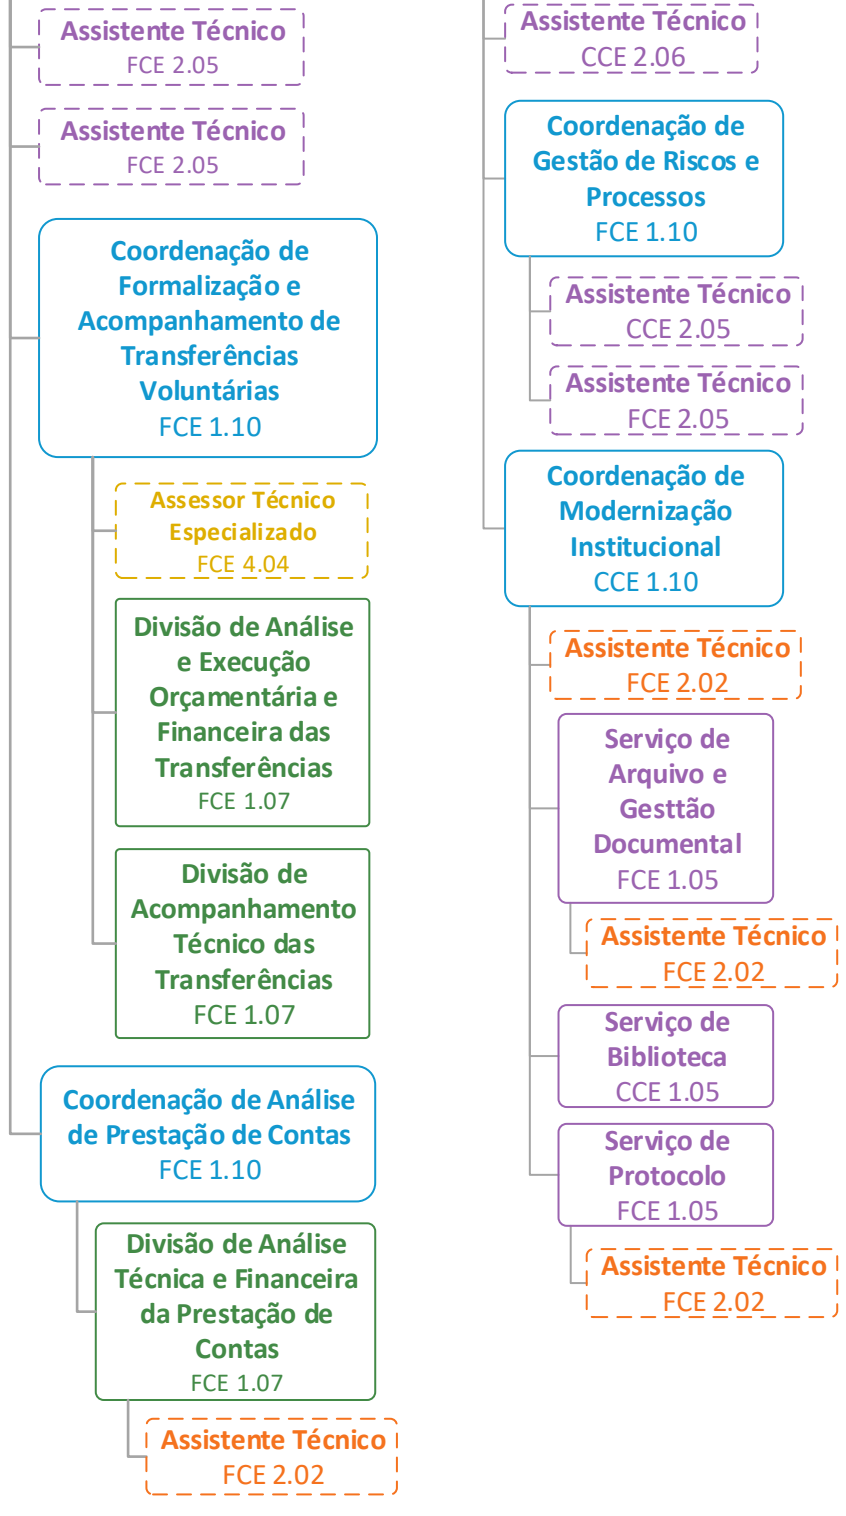 Assistente Técnico
FCE 2.05
Assistente Técnico
FCE 2.05
Coordenação de
Formalização e
Acompanhamento de
Transferências
Voluntárias
FCE 1.10
Assessor Técnico
Especializado
FCE 4.04
Divisão de Análise
e Execução
Orçamentária e
Financeira das
Transferências
FCE 1.07
Divisão de
Acompanhamento
Técnico das
Transferências
FCE 1.07
Coordenação de Análise
de Prestação de Contas
FCE 1.10
Divisão de Análise
Técnica e Financeira
da Prestação de
Contas
FCE 1.07
Assistente Técnico
FCE 2.02
Assistente Técnico
CCE 2.06
Coordenação de
Gestão de Riscos e
Processos
FCE 1.10
Assistente Técnico
CCE 2.05
Assistente Técnico
FCE 2.05
Coordenação de
Modernização
Institucional
CCE 1.10
Assistente Técnico
FCE 2.02
Serviço de
Arquivo e
Gesttão
Documental
FCE 1.05
Assistente Técnico
FCE 2.02
Serviço de
Biblioteca
CCE 1.05
Serviço de
Protocolo
FCE 1.05
Assistente Técnico
FCE 2.02